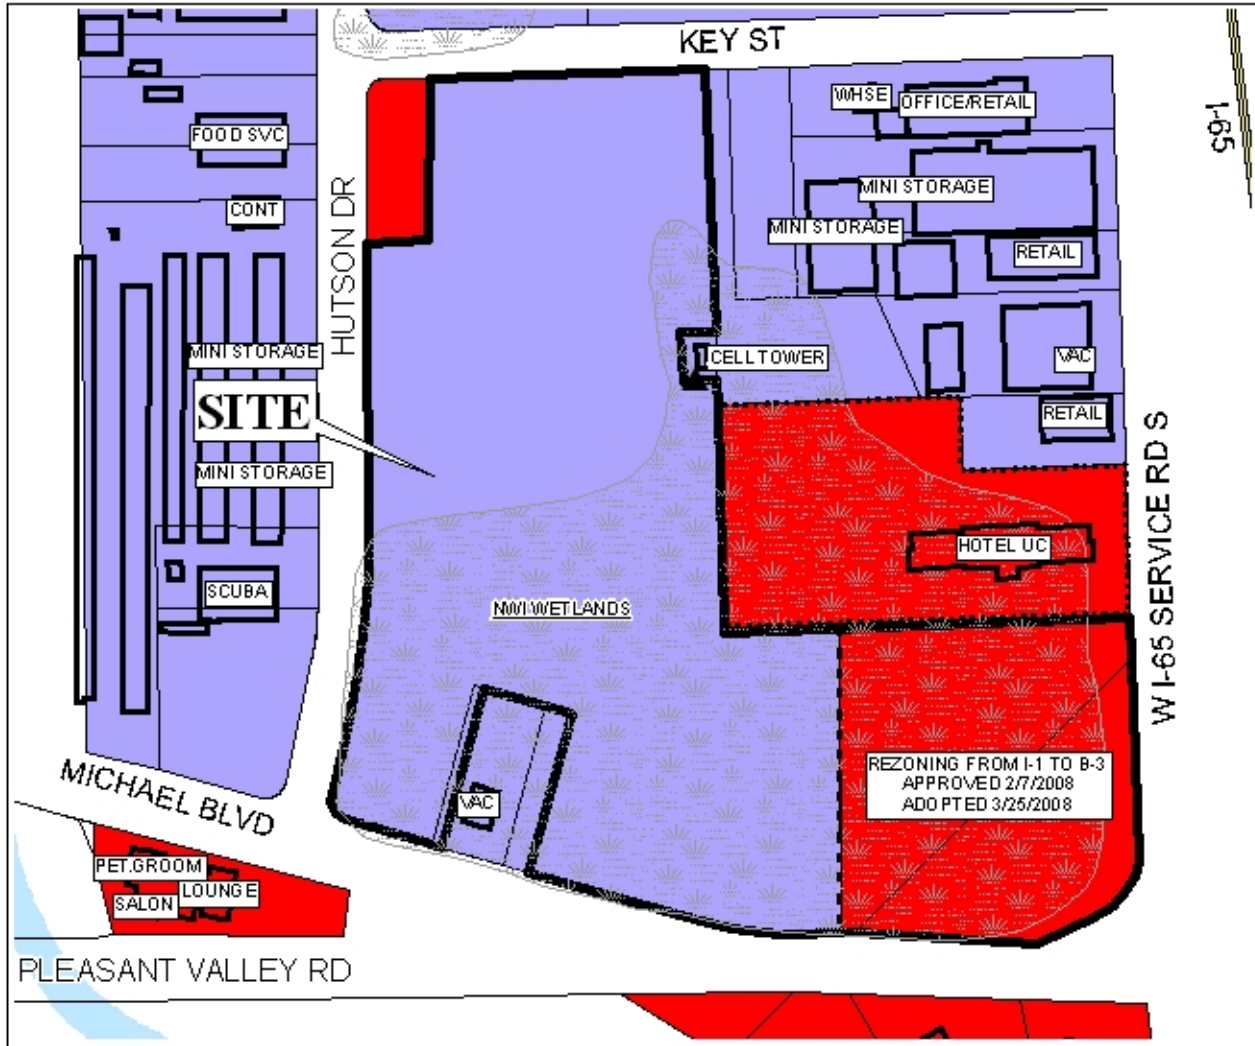 KEY ST
I-65
WHSE
OFFICE/RETAIL
FOOD SVC
MINI STORAGE
CONT
HUTSON DR
MINI STORAGE
RETAIL
MINI STORAGE
CELL TOWER
VAC
SITE
RETAIL
MINI STORAGE
W I-65 SERVICE RD S
HOTEL UC
SCUBA
NWI WETLANDS
REZONING FROM I-1 TO B-3
APPROVED 2/7/2008
ADOPTED 3/25/2008
MICHAEL BLVD
VAC
PET.GROOM
LOUNGE
SALON
PLEASANT VALLEY RD